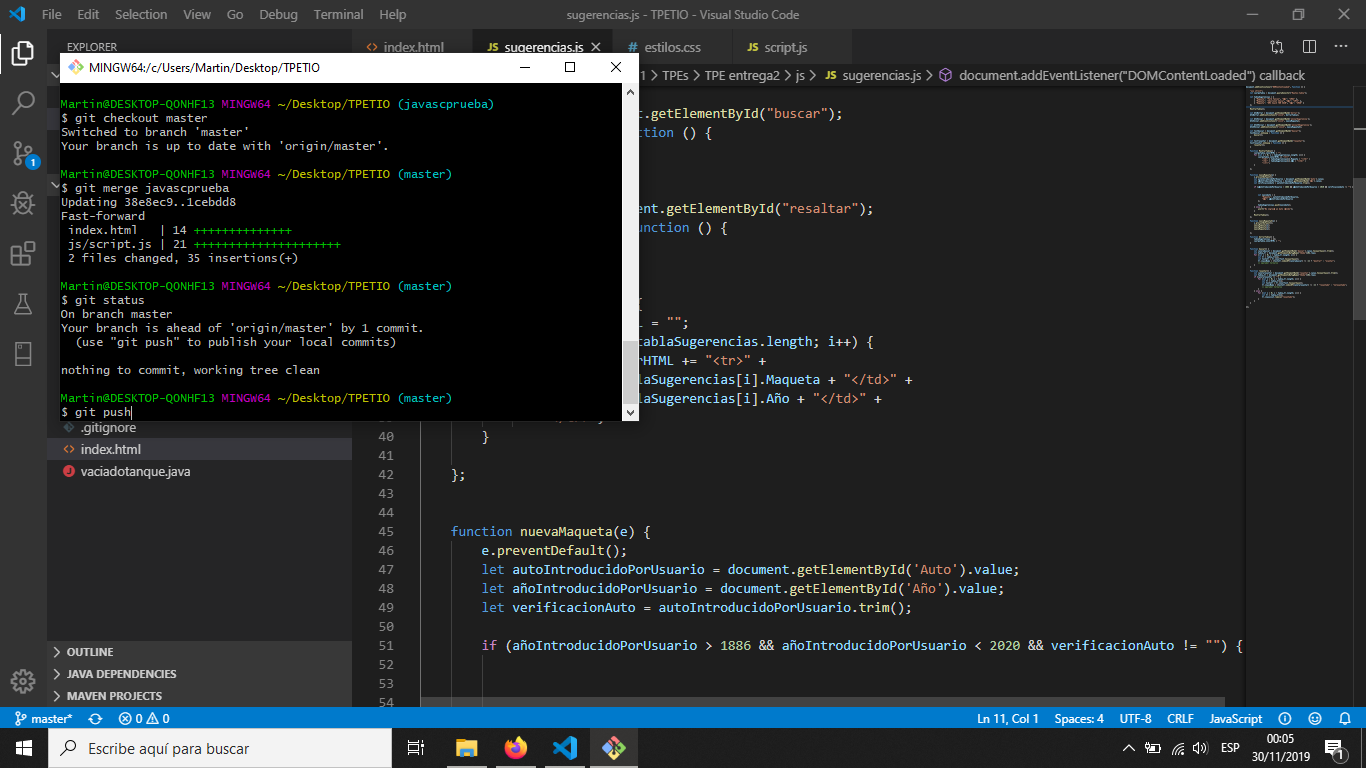 File Edit Selection View Go Debug Terminal Help
sugerencias.js - TPETIO - Visual Studio Code
EXPLORER
index.html
JS sugerencias.js
# estilos.css
JS script.js
1 > TPEs > TPE entrega2 > js > JS sugerencias.js > document.addEventListener("DOMContentLoaded") callback
MINGW64:/c/Users/Martin/Desktop/TPETIO
Martin@DESKTOP-QONHF13 MINGW64 ~/Desktop/TPETIO (javascprueba)
$ git checkout master
Switched to branch 'master'
Your branch is up to date with 'origin/master'.
Martin@DESKTOP-QONHF13 MINGW64 ~/Desktop/TPETIO (master)
$ git merge javascprueba
Updating 38e8ec9..1cebdd8
Fast-forward
index.html | 14 ++++++++++++++
js/script.js | 21 +++++++++++++++++++++
2 files changed, 35 insertions(+)
Martin@DESKTOP-QONHF13 MINGW64 ~/Desktop/TPETIO (master)
$ git status
On branch master
Your branch is ahead of 'origin/master' by 1 commit.
(use "git push" to publish your local commits)
nothing to commit, working tree clean
Martin@DESKTOP-QONHF13 MINGW64 ~/Desktop/TPETIO (master)
$ git push
1
.gitignore
index.html
J vaciadotanque.java
OUTLINE
JAVA DEPENDENCIES
MAVEN PROJECTS
t.getElementById("buscar");
ction () {
ent.getElementById("resaltar");
unction () {
{
L = "";
tablaSugerencias.length; i++) {
rHTML += "<tr>" +
laSugerencias[i].Maqueta + "</td>" +
laSugerencias[i].Año + "</td>" +
40 }
41
42 };
43
44
45 function nuevaMaqueta(e) {
46 e.preventDefault();
47 let autoIntroducidoPorUsuario = document.getElementById('Auto').value;
48 let añoIntroducidoPorUsuario = document.getElementById('Año').value;
49 let verificacionAuto = autoIntroducidoPorUsuario.trim();
50
51 if (añoIntroducidoPorUsuario > 1886 && añoIntroducidoPorUsuario < 2020 && verificacionAuto != "") {
52
53
54
master* 0 0 Ln 11, Col 1 Spaces: 4 UTF-8 CRLF JavaScript
Escribe aquí para buscar
ESP
00:05
30/11/2019
1